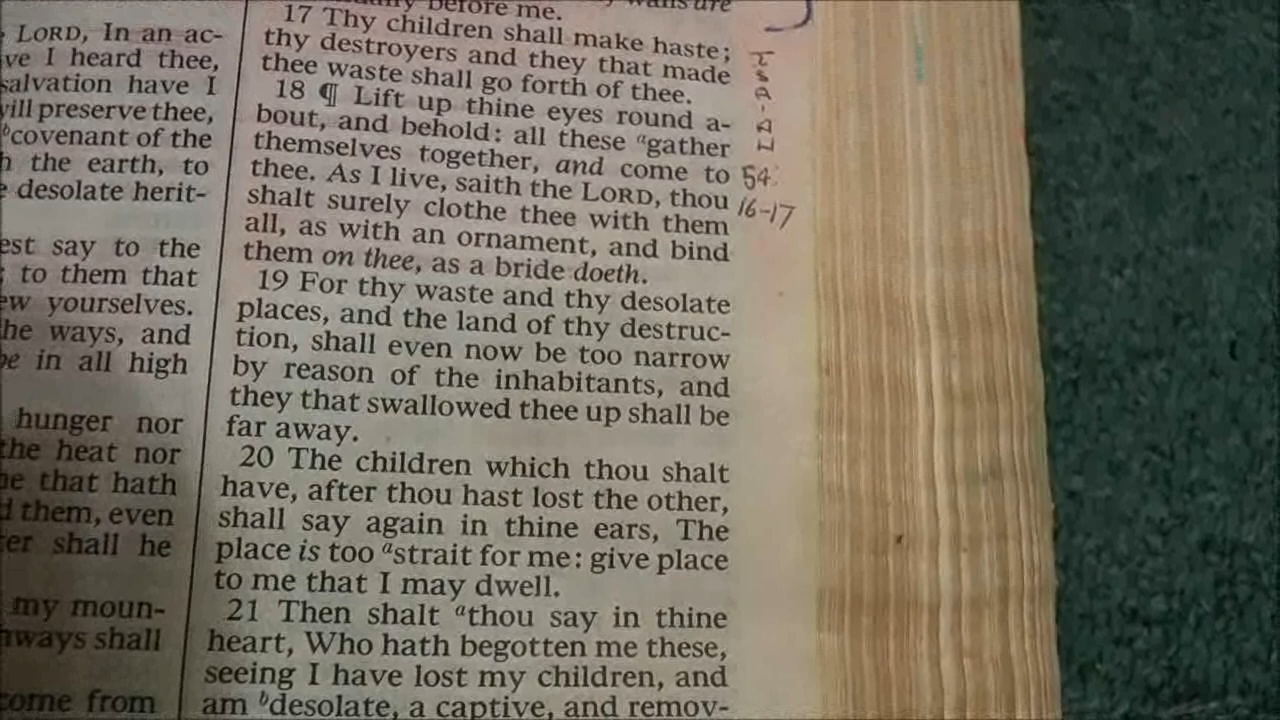 LORD, In an ac-
I heard thee,
salvation have I
will preserve thee,
ᵇcovenant of the
the earth, to
desolate herit-
say to the
to them that
yourselves.
ways, and
be in all high
hunger nor
the heat nor
that hath
them, even
shall he
my moun-
shall
come from
before me.
17 Thy children shall make haste;
thy destroyers and they that made
thee waste shall go forth of thee.
18 ¶ Lift up thine eyes round a-
bout, and behold: all these ᵃgather
themselves together, and come to
thee. As I live, saith the LORD, thou
shalt surely clothe thee with them
all, as with an ornament, and bind
them on thee, as a bride doeth.
19 For thy waste and thy desolate
places, and the land of thy destruc-
tion, shall even now be too narrow
by reason of the inhabitants, and
they that swallowed thee up shall be
far away.
20 The children which thou shalt
have, after thou hast lost the other,
shall say again in thine ears, The
place is too ᵃstrait for me: give place
to me that I may dwell.
21 Then shalt ᵃthou say in thine
heart, Who hath begotten me these,
seeing I have lost my children, and
am ᵇdesolate, a captive, and remov-
ISAIAH
54:
16-17